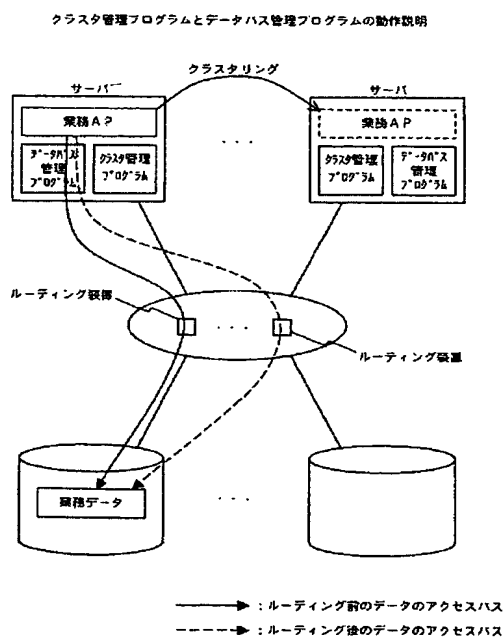 クラスタ管理プログラムとデータパス管理プログラムの動作説明
クラスタリング
サーバ
サーバ
業務AP
業務AP
データパス
管理
プログラム
クラスタ管理
プログラム
クラスタ管理
プログラム
データパス
管理
プログラム
・・・
ルーティング装置
・・・
ルーティング装置
業務データ
・・・
:ルーティング前のデータのアクセスパス
:ルーティング後のデータのアクセスパス